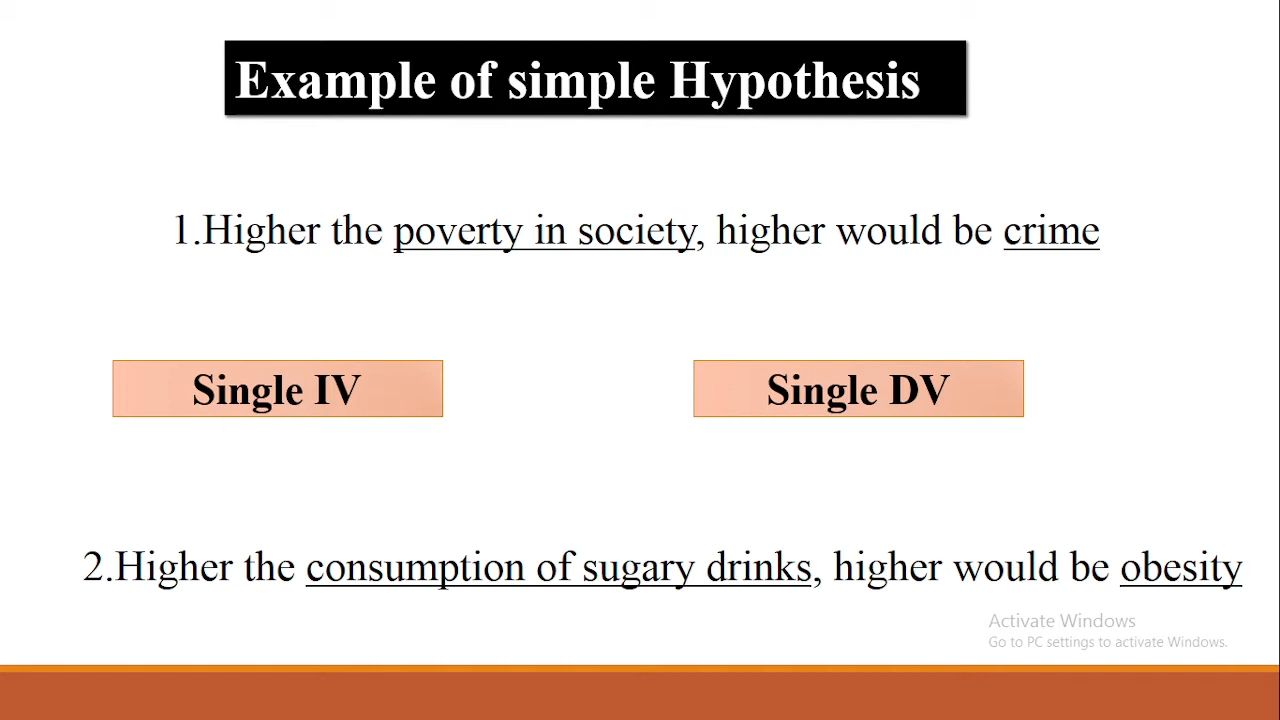 Example of simple Hypothesis
1.Higher the poverty in society, higher would be crime
Single IV
Single DV
2.Higher the consumption of sugary drinks, higher would be obesity
Activate Windows
Go to PC settings to activate Windows.